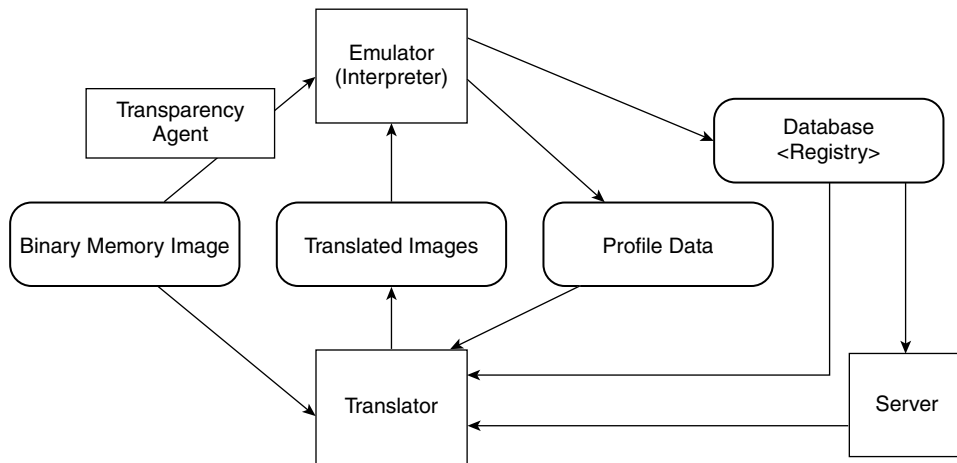 Emulator
(Interpreter)
Transparency
Agent
Database
<Registry>
Binary Memory Image
Translated Images
Profile Data
Translator
Server